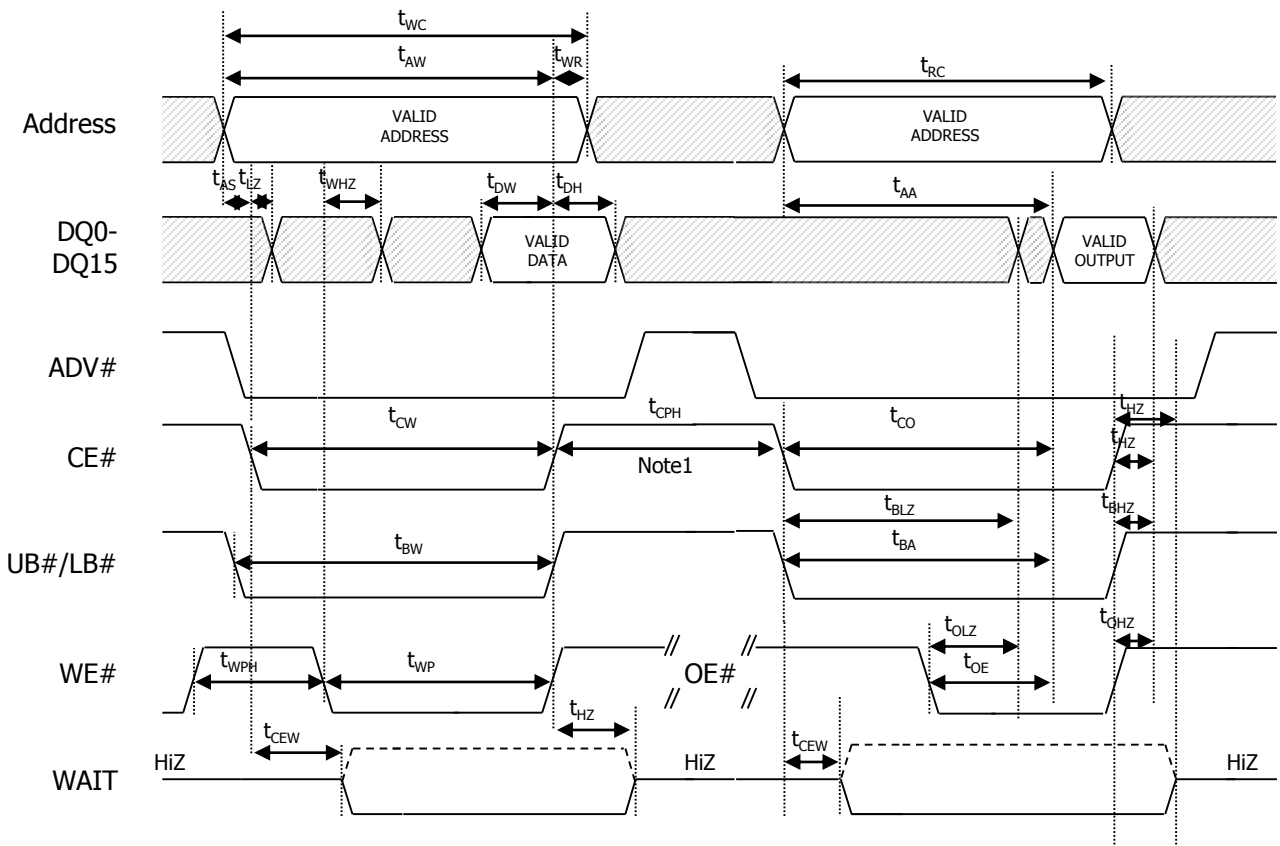 tWC
tAW
tWR
tRC
Address
VALID
ADDRESS
VALID
ADDRESS
tAS
tLZ
tWHZ
tDW
tDH
tAA
DQ0-
DQ15
VALID
DATA
VALID
OUTPUT
ADV#
tCW
tCPH
tCO
tHZ
CE#
Note1
tHZ
tBLZ
tBHZ
UB#/LB#
tBW
tBA
tOLZ
tOHZ
WE#
tWPH
tWP
//
//
OE#
//
//
tOE
tCEW
tHZ
tCEW
WAIT
HiZ
HiZ
HiZ